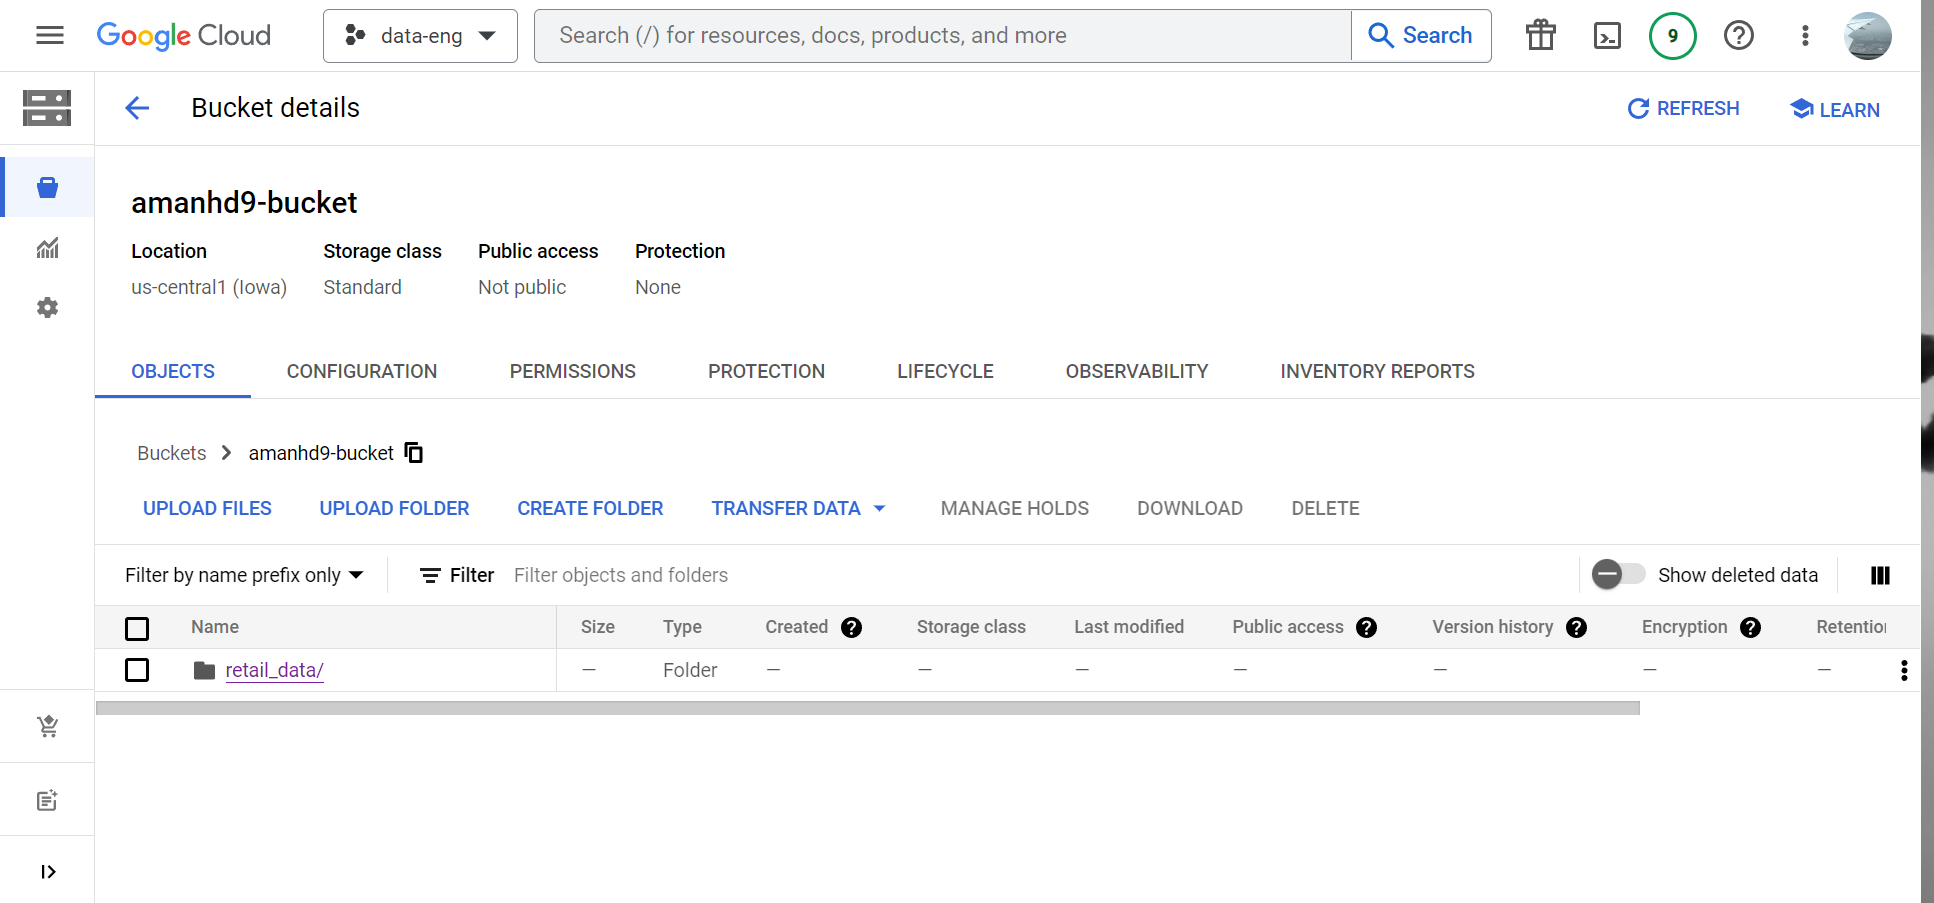 Google Cloud data-eng Search (/) for resources, docs, products, and more Search 9
Bucket details REFRESH LEARN
amanhd9-bucket
Location Storage class Public access Protection
us-central1 (Iowa) Standard Not public None
OBJECTS CONFIGURATION PERMISSIONS PROTECTION LIFECYCLE OBSERVABILITY INVENTORY REPORTS
Buckets amanhd9-bucket
UPLOAD FILES UPLOAD FOLDER CREATE FOLDER TRANSFER DATA MANAGE HOLDS DOWNLOAD DELETE
Filter by name prefix only Filter Filter objects and folders Show deleted data
Name Size Type Created Storage class Last modified Public access Version history Encryption Retention
retail_data/ — Folder — — — — — — —